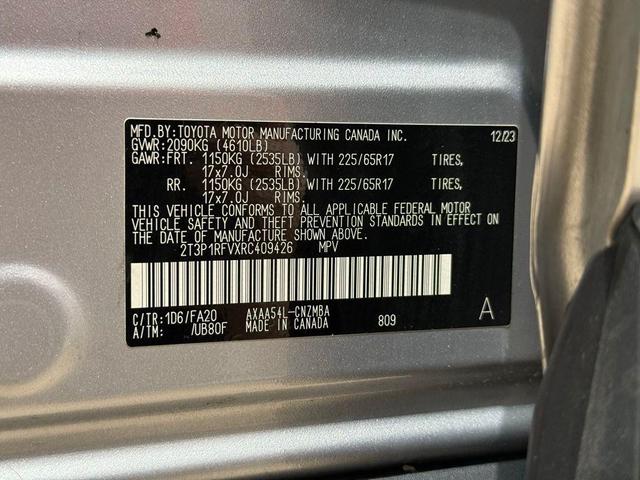 MFD.BY:TOYOTA MOTOR MANUFACTURING CANADA INC. 12/23
GVWR:2090KG (4610LB)
GAWR:FRT. 1150KG (2535LB) WITH 225/65R17 TIRES,
17x7.0J RIMS.
RR. 1150KG (2535LB) WITH 225/65R17 TIRES,
17x7.0J RIMS.
THIS VEHICLE CONFORMS TO ALL APPLICABLE FEDERAL MOTOR
VEHICLE SAFETY AND THEFT PREVENTION STANDARDS IN EFFECT ON
THE DATE OF MANUFACTURE SHOWN ABOVE.
2T3P1RFVXRC409426 MPV
C/TR:1D6/FA20 AXAA54L-CNZMBA
A/TM: /UB80F MADE IN CANADA 809 A